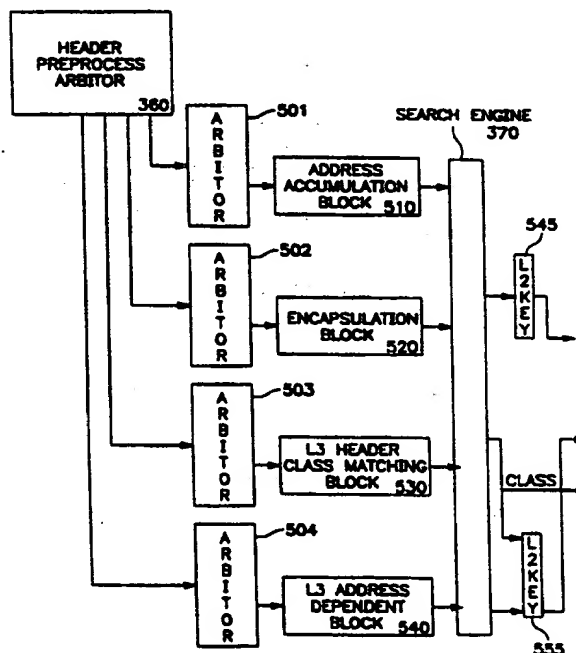 HEADER
PREPROCESS
ARBITOR
360
ARBITOR
501
SEARCH ENGINE
370
ADDRESS
ACCUMULATION
BLOCK 510
545
L2KEY
ARBITOR
502
ENCAPSULATION
BLOCK 520
ARBITOR
503
L3 HEADER
CLASS MATCHING
BLOCK 530
CLASS
ARBITOR
504
L3 ADDRESS
DEPENDENT
BLOCK 540
L2KEY
555